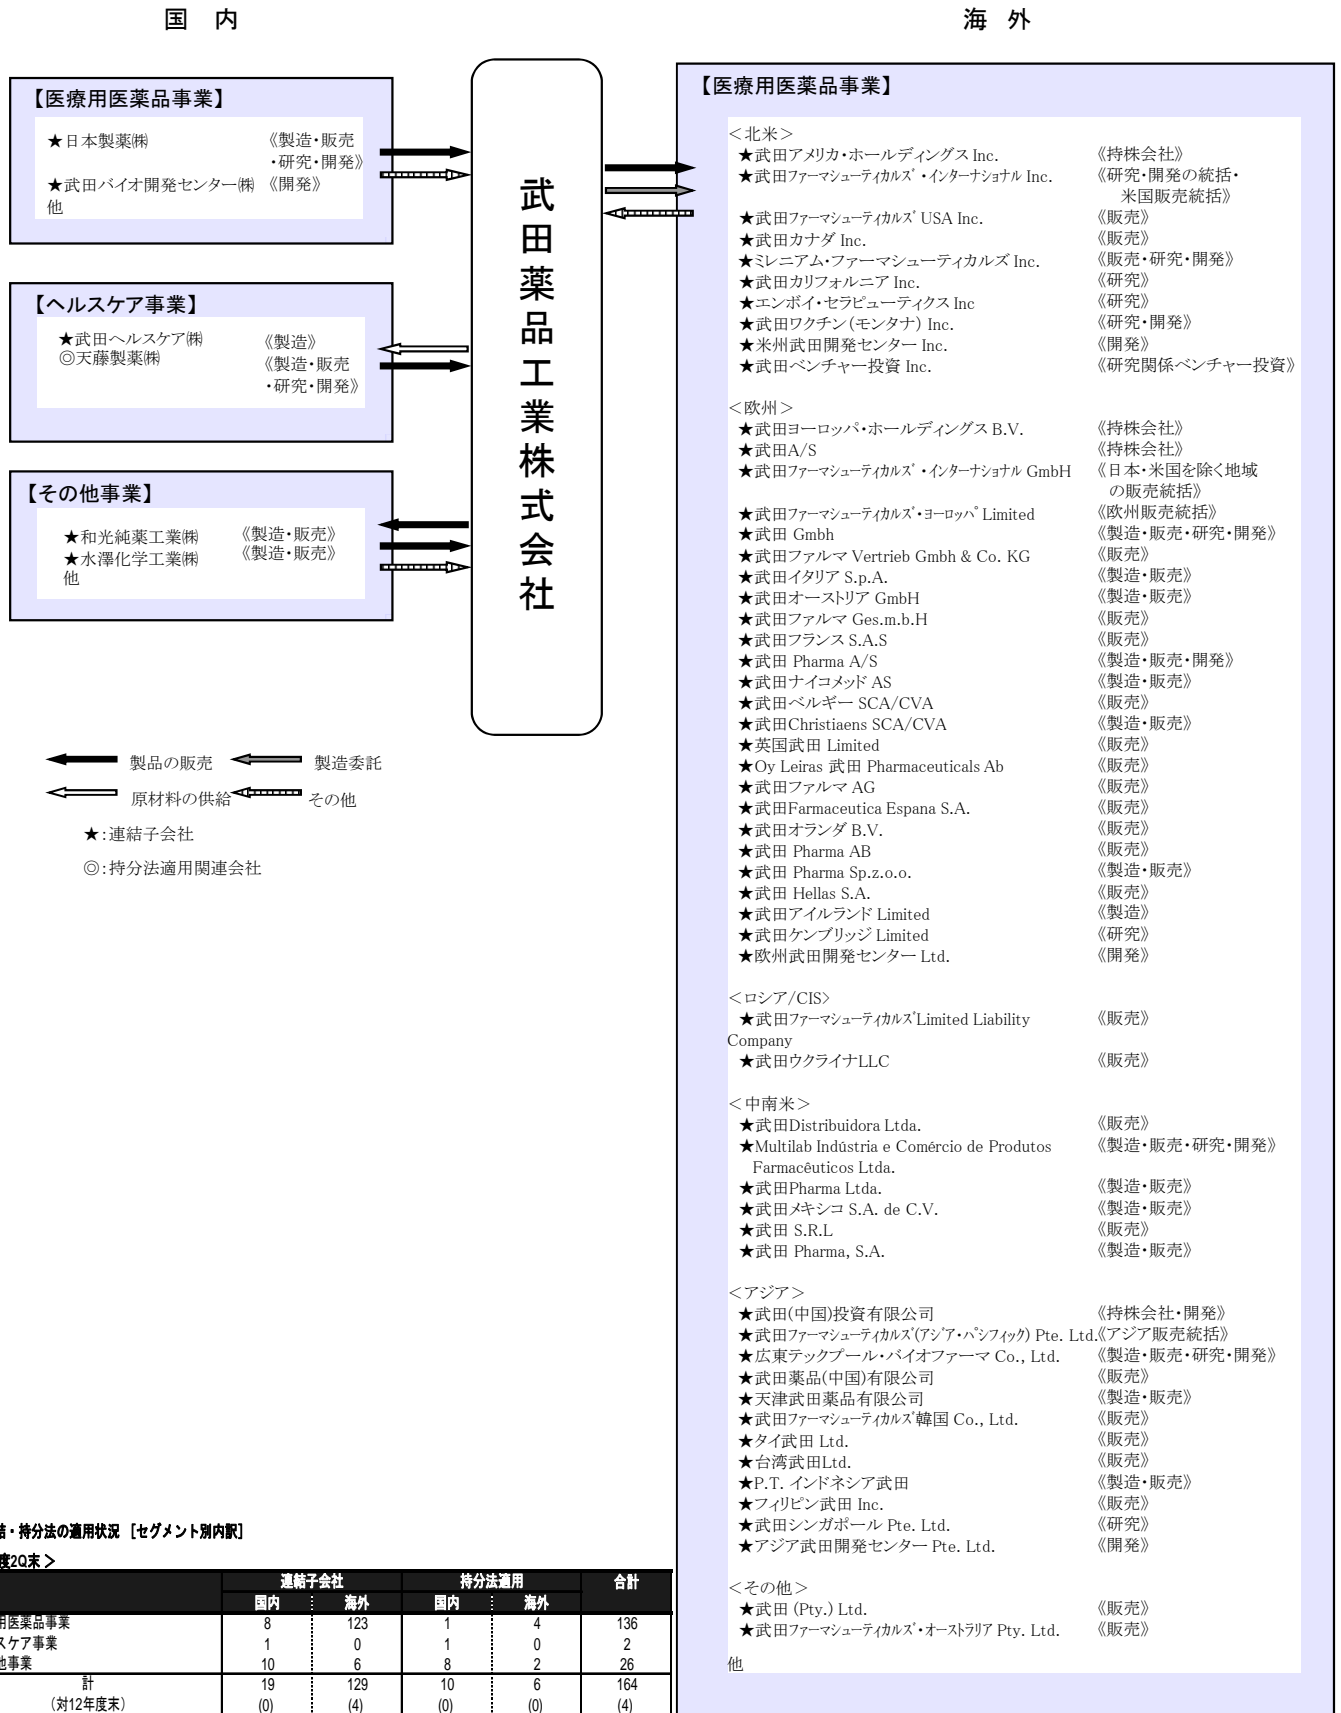 国　内
海　外
【医療用医薬品事業】
★日本製薬㈱　《製造・販売
・研究・開発》
★武田バイオ開発センター㈱　《開発》
他
【ヘルスケア事業】
★武田ヘルスケア㈱　《製造》
◎天藤製薬㈱　《製造・販売
・研究・開発》
【その他事業】
★和光純薬工業㈱　《製造・販売》
★水澤化学工業㈱　《製造・販売》
他
武田薬品工業株式会社
製品の販売　製造委託
原材料の供給　その他
★：連結子会社
◎：持分法適用関連会社
【医療用医薬品事業】
＜北米＞
★武田アメリカ・ホールディングス Inc.　《持株会社》
★武田ファーマシューティカルズ・インターナショナル Inc.　《研究・開発の統括・
米国販売統括》
★武田ファーマシューティカルズ USA Inc.　《販売》
★武田カナダ Inc.　《販売》
★ミレニアム・ファーマシューティカルズ Inc.　《販売・研究・開発》
★武田カリフォルニア Inc.　《研究》
★エンボイ・セラピューティクス Inc　《研究》
★武田ワクチン（モンタナ） Inc.　《研究・開発》
★米州武田開発センター Inc.　《開発》
★武田ベンチャー投資 Inc.　《研究関係ベンチャー投資》
＜欧州＞
★武田ヨーロッパ・ホールディングス B.V.　《持株会社》
★武田A/S　《持株会社》
★武田ファーマシューティカルズ・インターナショナル GmbH　《日本・米国を除く地域
の販売統括》
★武田ファーマシューティカルズ・ヨーロッパ Limited　《欧州販売統括》
★武田 Gmbh　《製造・販売・研究・開発》
★武田ファルマ Vertrieb Gmbh & Co. KG　《販売》
★武田イタリア S.p.A.　《製造・販売》
★武田オーストリア GmbH　《製造・販売》
★武田ファルマ Ges.m.b.H　《販売》
★武田フランス S.A.S　《販売》
★武田 Pharma A/S　《製造・販売・開発》
★武田ナイコメッド AS　《製造・販売》
★武田ベルギー SCA/CVA　《販売》
★武田Christiaens SCA/CVA　《製造・販売》
★英国武田 Limited　《販売》
★Oy Leiras 武田 Pharmaceuticals Ab　《販売》
★武田ファルマ AG　《販売》
★武田Farmaceutica Espana S.A.　《販売》
★武田オランダ B.V.　《販売》
★武田 Pharma AB　《販売》
★武田 Pharma Sp.z.o.o.　《製造・販売》
★武田 Hellas S.A.　《販売》
★武田アイルランド Limited　《製造》
★武田ケンブリッジ Limited　《研究》
★欧州武田開発センター Ltd.　《開発》
＜ロシア/CIS>
★武田ファーマシューティカルズLimited Liability　《販売》
Company
★武田ウクライナLLC　《販売》
＜中南米＞
★武田Distribuidora Ltda.　《販売》
★Multilab Indústria e Comércio de Produtos　《製造・販売・研究・開発》
Farmacêuticos Ltda.
★武田Pharma Ltda.　《製造・販売》
★武田メキシコ S.A. de C.V.　《製造・販売》
★武田 S.R.L　《販売》
★武田 Pharma, S.A.　《製造・販売》
＜アジア＞
★武田(中国)投資有限公司　《持株会社・開発》
★武田ファーマシューティカルズ(アジア・パシフィック) Pte. Ltd.《アジア販売統括》
★広東テックプール・バイオファーマ Co., Ltd.　《製造・販売・研究・開発》
★武田薬品(中国)有限公司　《販売》
★天津武田薬品有限公司　《製造・販売》
★武田ファーマシューティカルズ韓国 Co., Ltd.　《販売》
★タイ武田 Ltd.　《販売》
★台湾武田Ltd.　《販売》
★P.T. インドネシア武田　《製造・販売》
★フィリピン武田 Inc.　《販売》
★武田シンガポール Pte. Ltd.　《研究》
★アジア武田開発センター Pte. Ltd.　《開発》
＜その他＞
★武田 (Pty.) Ltd.　《販売》
★武田ファーマシューティカルズ・オーストラリア Pty. Ltd.　《販売》
他
結・持分法の適用状況 [セグメント別内訳]
度2Q末＞
連結子会社　持分法適用　合計
国内　海外　国内　海外
用医薬品事業　8　123　1　4　136
スケア事業　1　0　1　0　2
他事業　10　6　8　2　26
計　19　129　10　6　164
（対12年度末）　(0)　(4)　(0)　(0)　(4)